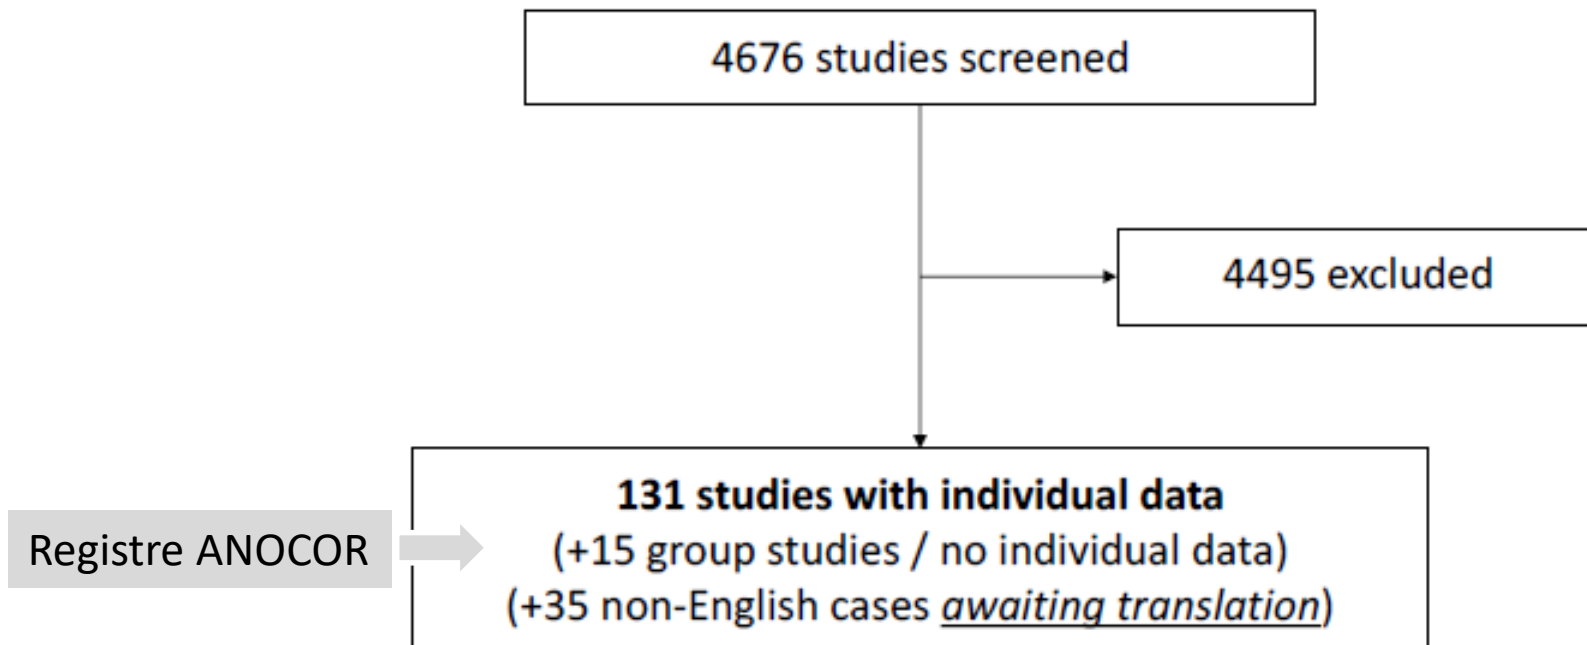 4676 studies screened
4495 excluded
131 studies with individual data
(+15 group studies / no individual data)
(+35 non-English cases awaiting translation)
Registre ANOCOR